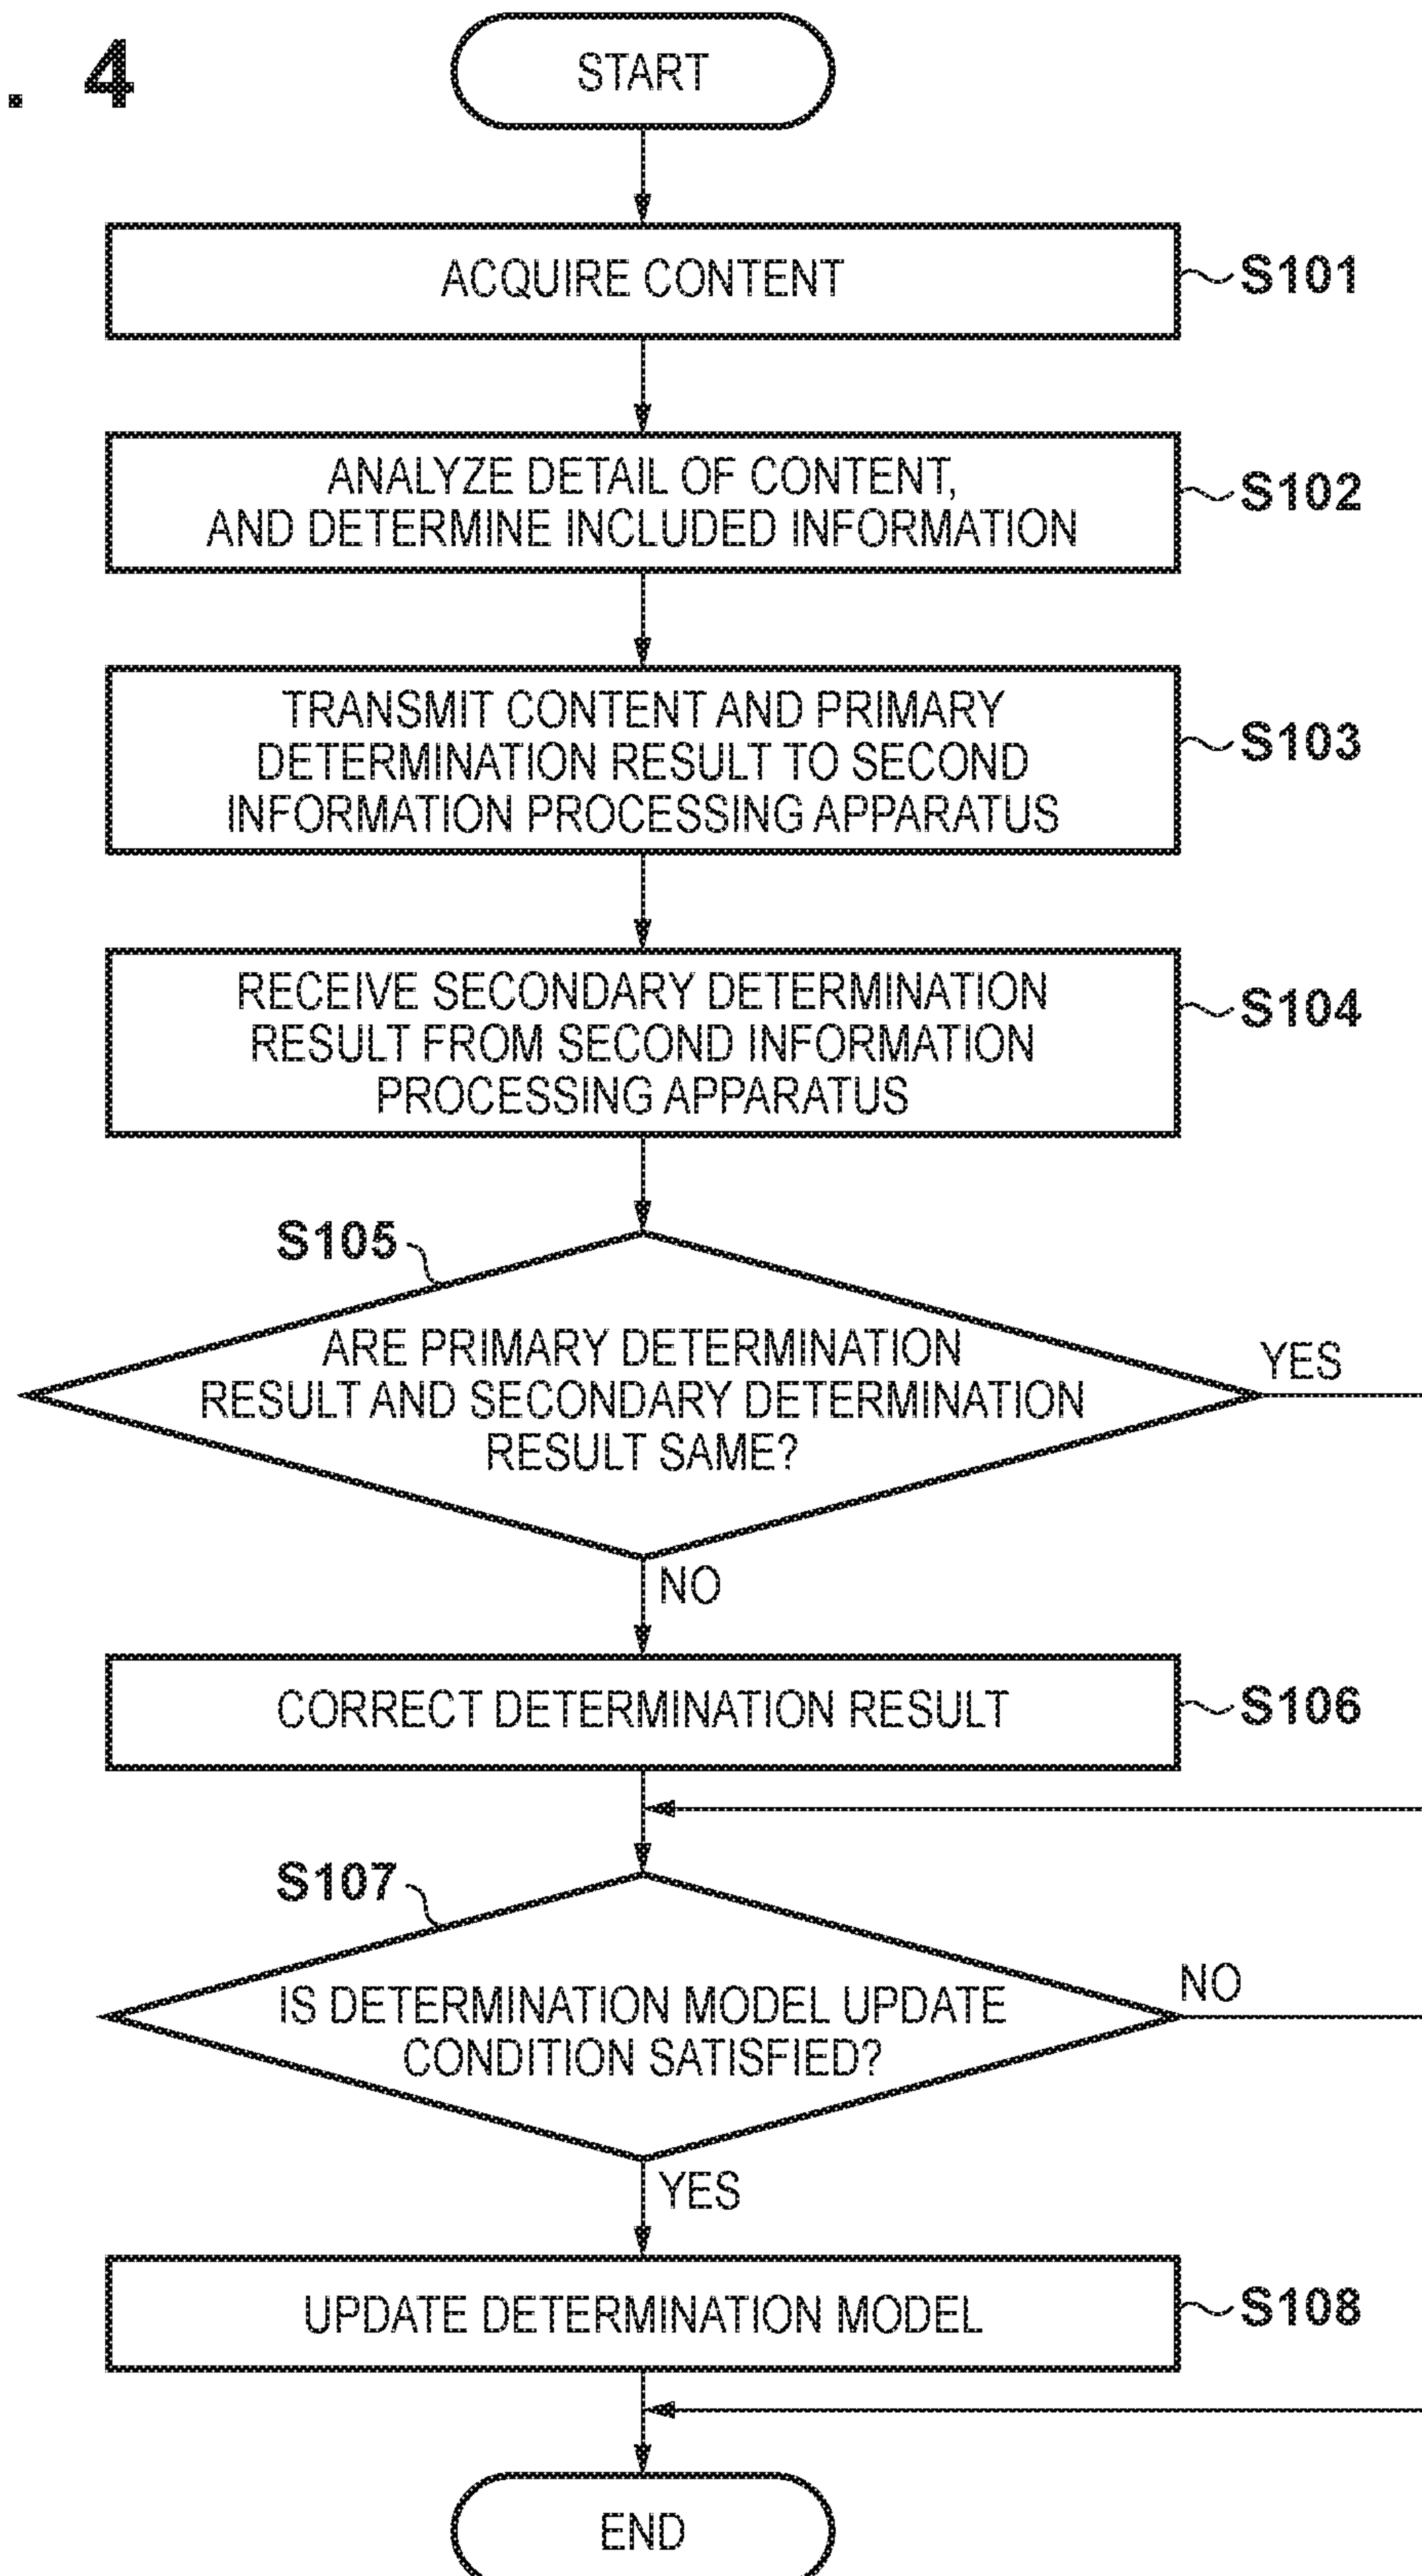 . 4
START
ACQUIRE CONTENT
S101
ANALYZE DETAIL OF CONTENT,
AND DETERMINE INCLUDED INFORMATION
S102
TRANSMIT CONTENT AND PRIMARY
DETERMINATION RESULT TO SECOND
INFORMATION PROCESSING APPARATUS
S103
RECEIVE SECONDARY DETERMINATION
RESULT FROM SECOND INFORMATION
PROCESSING APPARATUS
S104
S105
ARE PRIMARY DETERMINATION
RESULT AND SECONDARY DETERMINATION
RESULT SAME?
YES
NO
CORRECT DETERMINATION RESULT
S106
S107
IS DETERMINATION MODEL UPDATE
CONDITION SATISFIED?
NO
YES
UPDATE DETERMINATION MODEL
S108
END